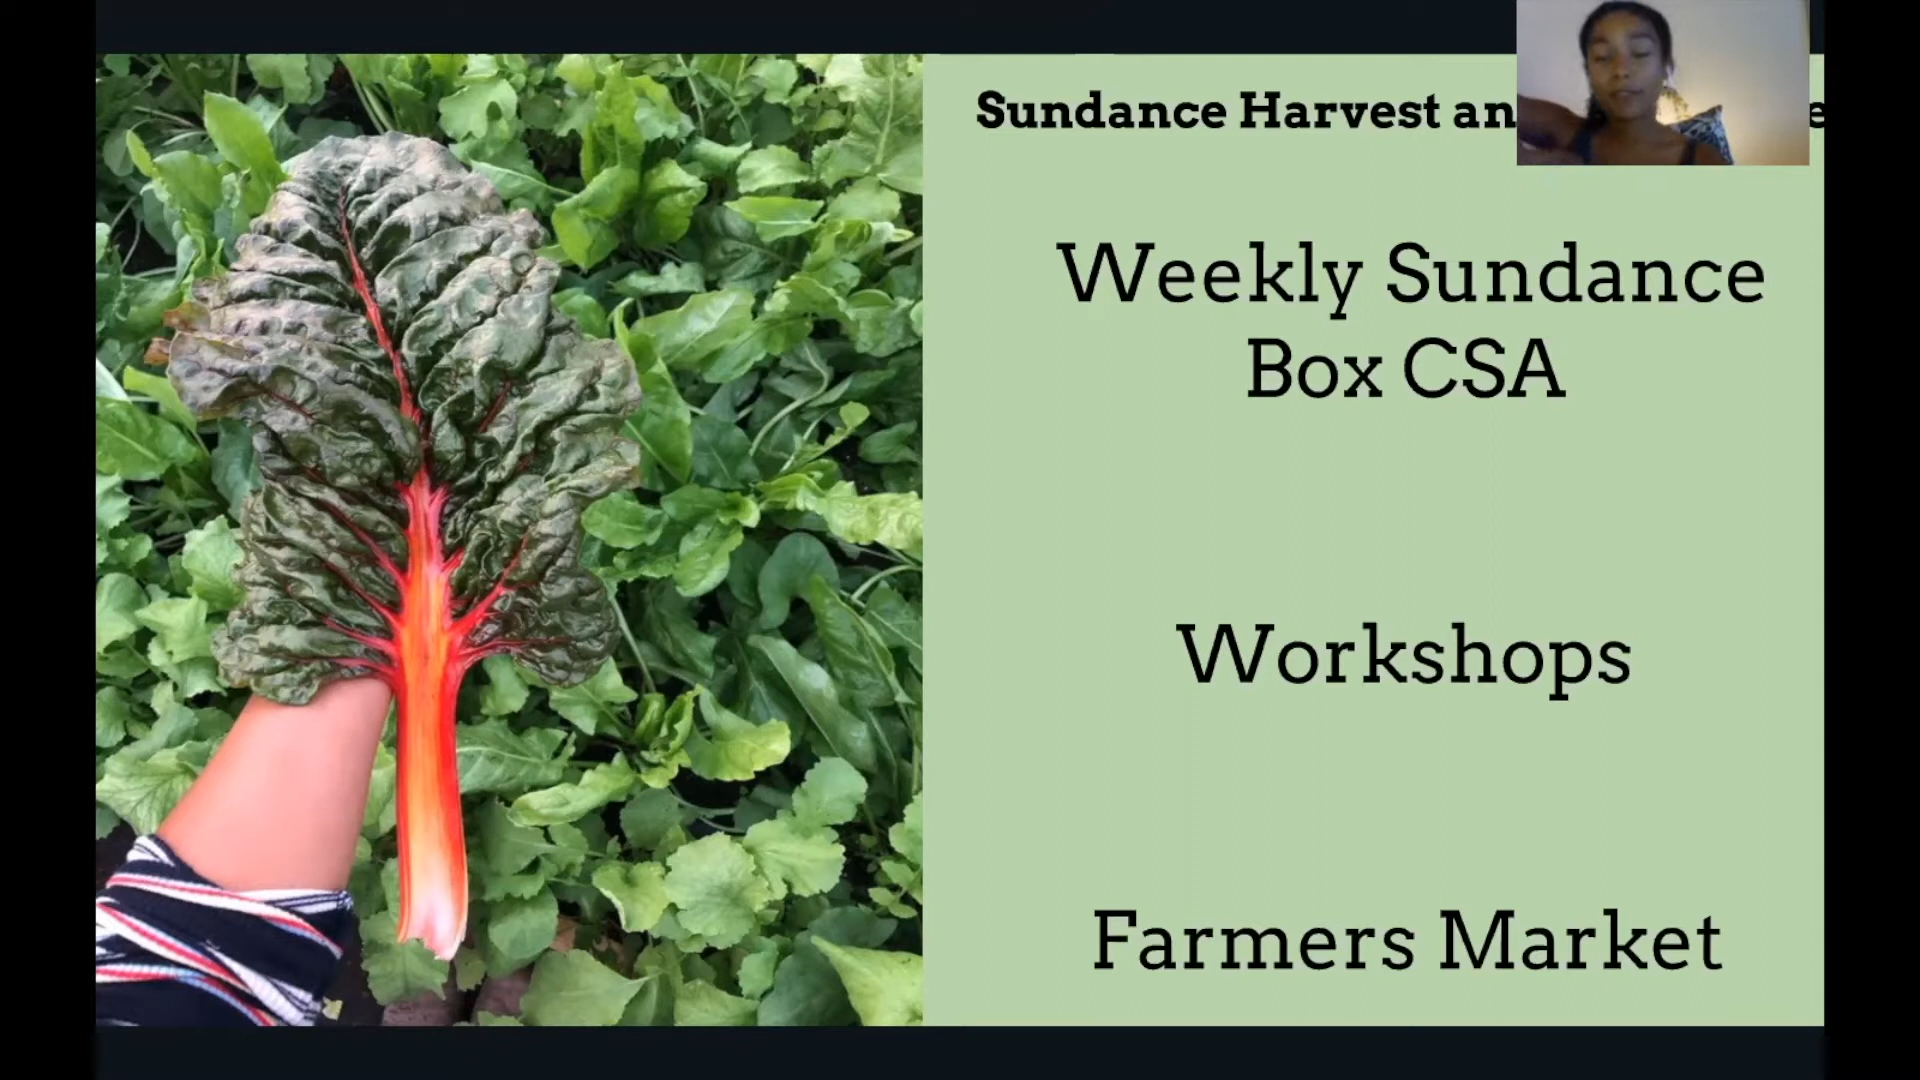 Sundance Harvest an
Weekly Sundance
Box CSA
Workshops
Farmers Market